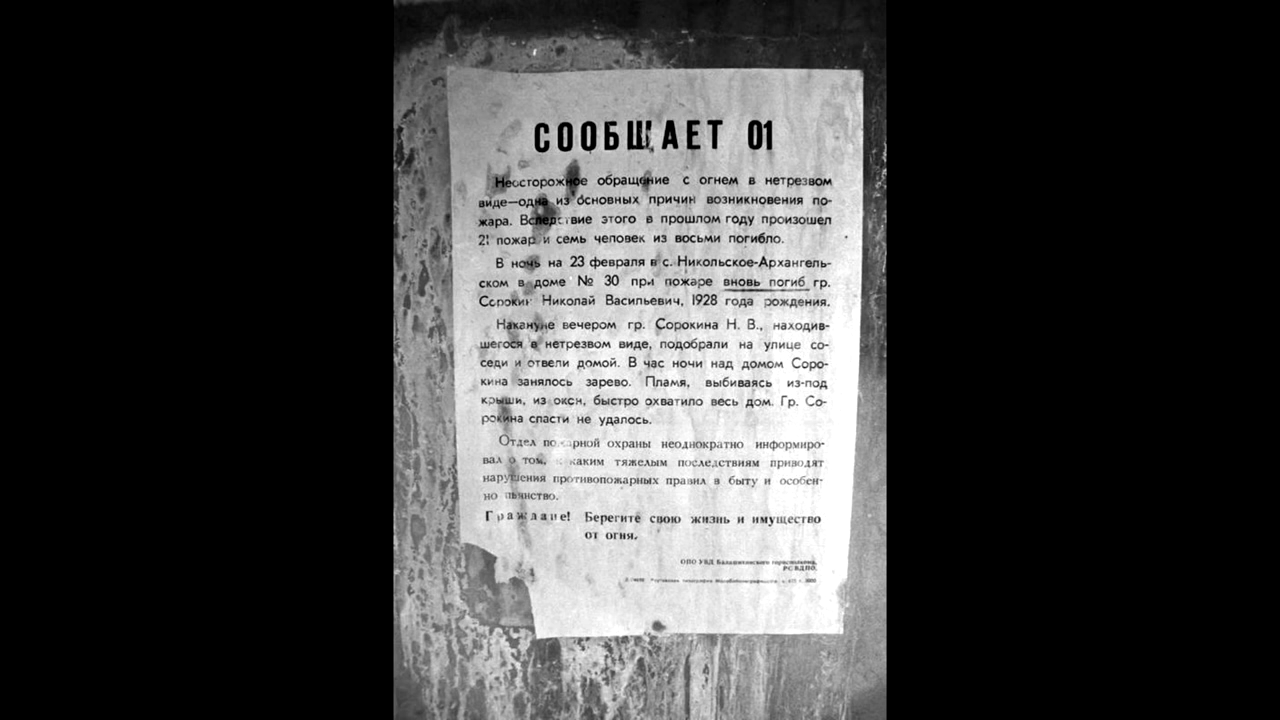 СООБЩАЕТ 01
Неосторожное обращение с огнем в нетрезвом
виде—одна из основных причин возникновения по-
жара. Вследствие этого в прошлом году произошел
21 пожар и семь человек из восьми погибло.
В ночь на 23 февраля в с. Никольское-Архангель-
ском в доме № 30 при пожаре вновь погиб гр.
Сорокин Николай Васильевич, 1928 года рождения.
Накануне вечером гр. Сорокина Н. В., находив-
шегося в нетрезвом виде, подобрали на улице со-
седи и отвели домой. В час ночи над домом Соро-
кина занялось зарево. Пламя, выбиваясь из-под
крыши, из окон, быстро охватило весь дом. Гр. Со-
рокина спасти не удалось.
Отдел пожарной охраны неоднократно информиро-
вал о том, к каким тяжелым последствиям приводят
нарушения противопожарных правил в быту и особен-
но пьянство.
Граждане! Берегите свою жизнь и имущество
от огня.
ОПО УВД Балашихинского горисполкома,
РС ВДПО.